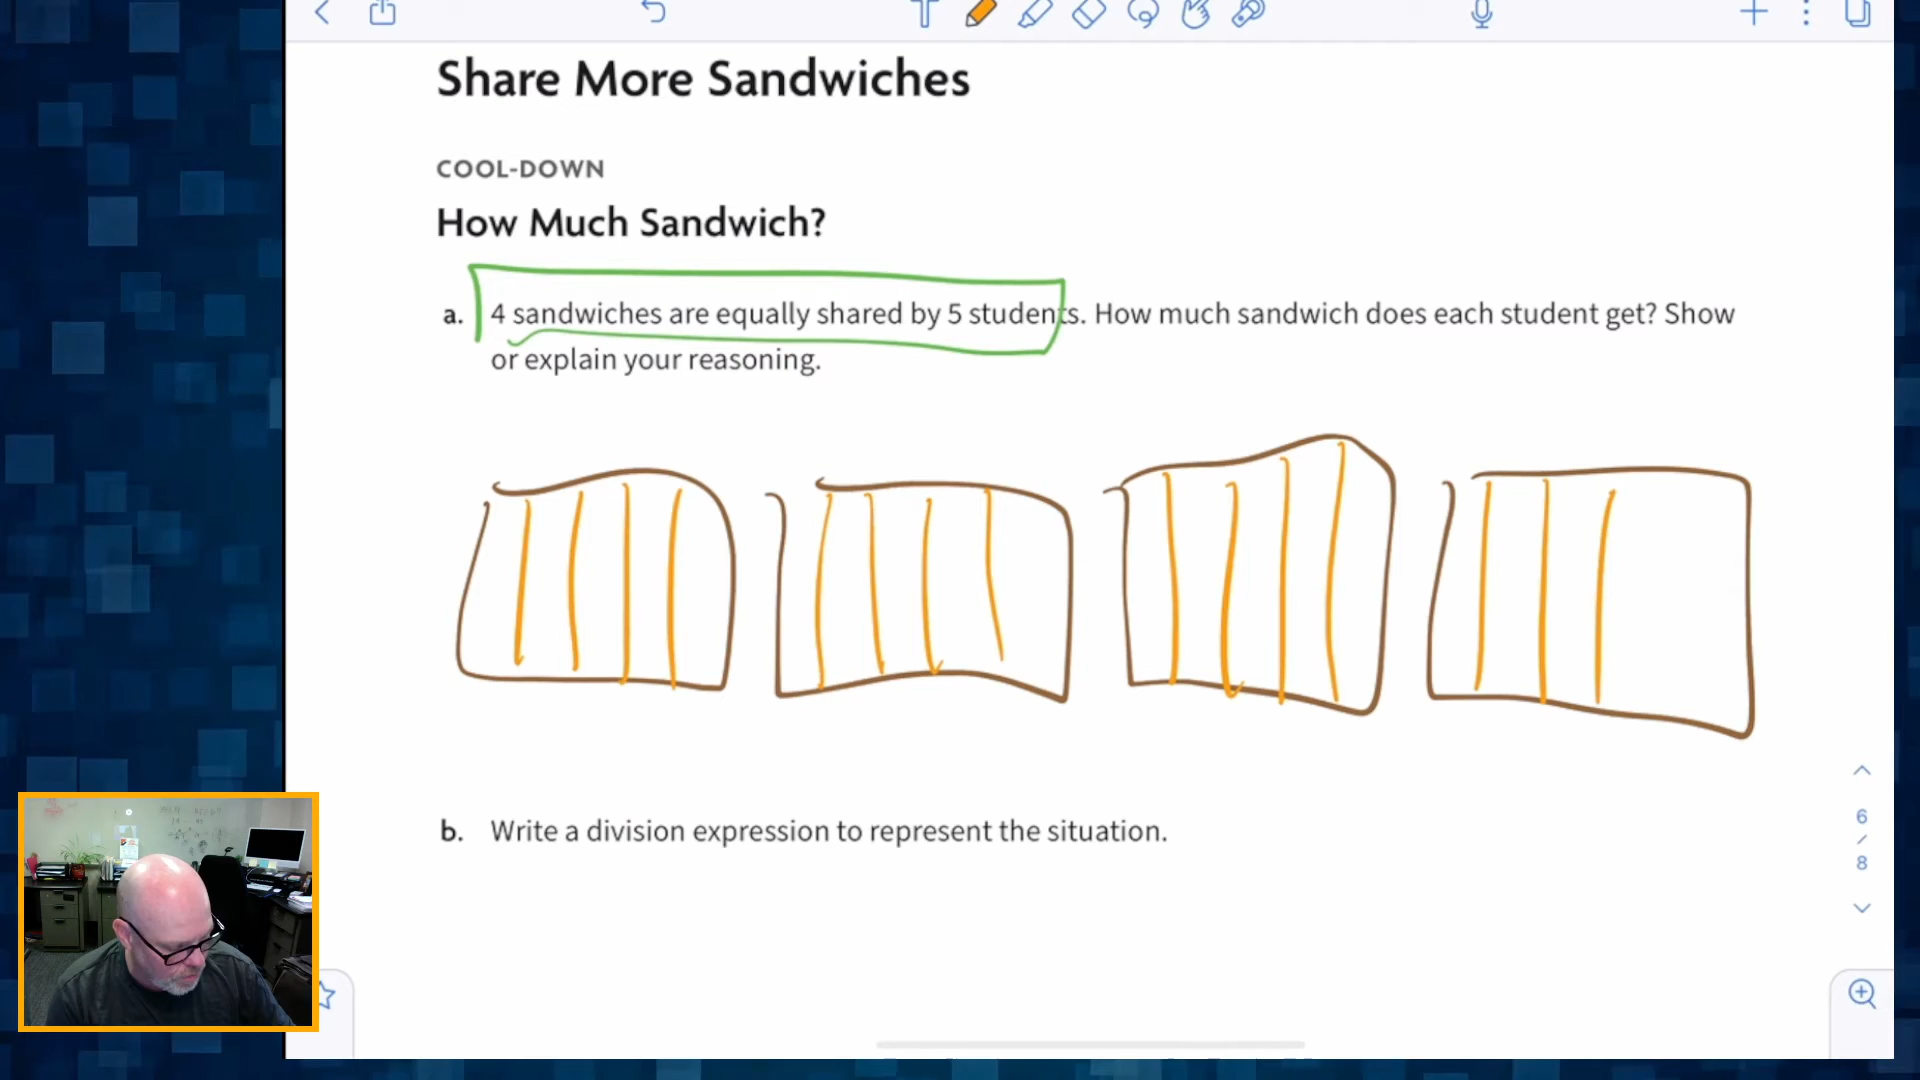 Share More Sandwiches
COOL-DOWN
How Much Sandwich?
a. 4 sandwiches are equally shared by 5 students. How much sandwich does each student get? Show
or explain your reasoning.
b. Write a division expression to represent the situation.
6
/
8